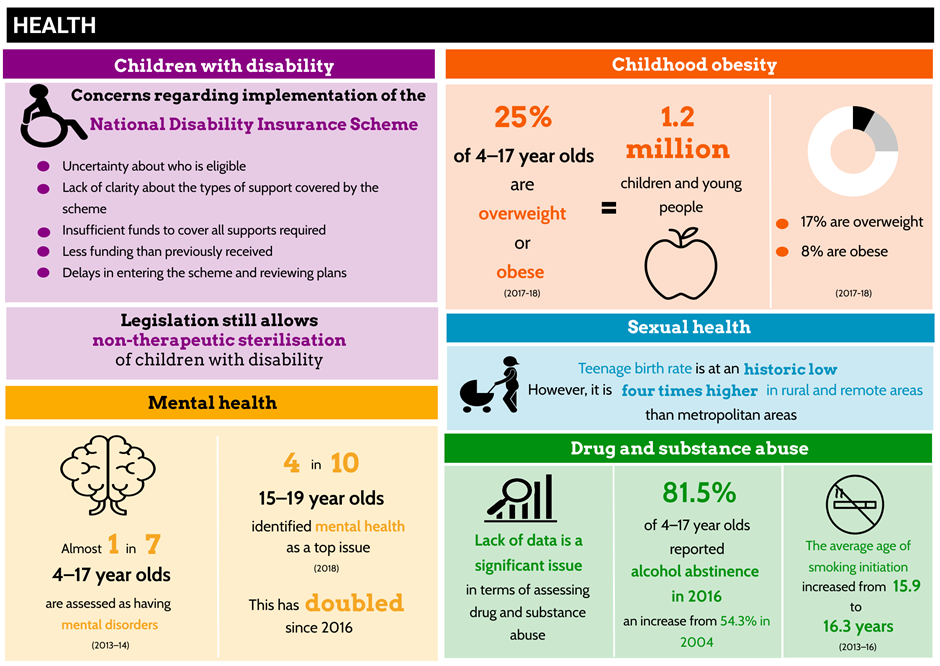 HEALTH
Children with disability
Concerns regarding implementation of the
National Disability Insurance Scheme
Uncertainty about who is eligible
Lack of clarity about the types of support covered by the
scheme
Insufficient funds to cover all supports required
Less funding than previously received
Delays in entering the scheme and reviewing plans
Legislation still allows
non-therapeutic sterilisation
of children with disability
Mental health
Almost 1 in 7
4–17 year olds
are assessed as having
mental disorders
(2013–14)
4 in 10
15–19 year olds
identified mental health
as a top issue
(2018)
This has doubled
since 2016
Childhood obesity
25%
of 4–17 year olds
are
overweight
or
obese
(2017-18)
=
1.2
million
children and young
people
17% are overweight
8% are obese
(2017-18)
Sexual health
Teenage birth rate is at an historic low
However, it is four times higher in rural and remote areas
than metropolitan areas
Drug and substance abuse
Lack of data is a
significant issue
in terms of assessing
drug and substance
abuse
81.5%
of 4–17 year olds
reported
alcohol abstinence
in 2016
an increase from 54.3% in
2004
The average age of
smoking initiation
increased from 15.9
to
16.3 years
(2013–16)